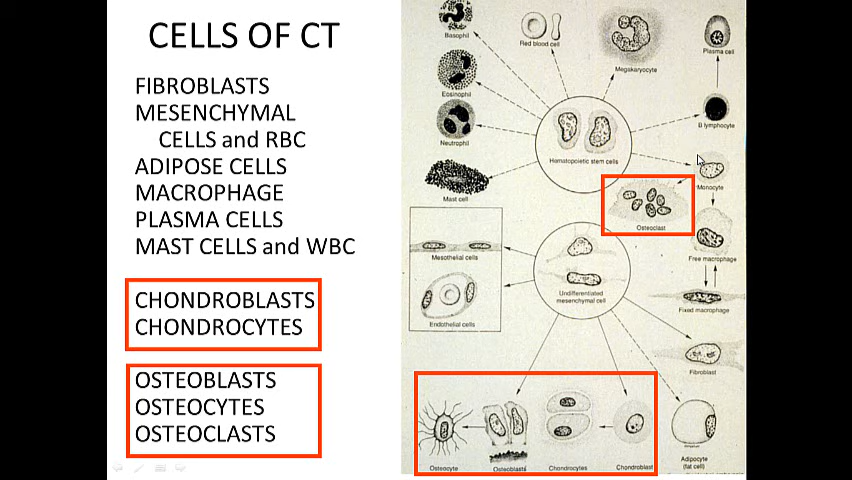 CELLS OF CT
FIBROBLASTS
MESENCHYMAL
CELLS and RBC
ADIPOSE CELLS
MACROPHAGE
PLASMA CELLS
MAST CELLS and WBC
CHONDROBLASTS
CHONDROCYTES
OSTEOBLASTS
OSTEOCYTES
OSTEOCLASTS
Basophil
Red blood cell
Megakaryocyte
Plasma cell
Eosinophil
Neutrophil
B lymphocyte
Hematopoietic stem cells
Mast cell
Monocyte
Osteoclast
Free macrophage
Mesothelial cells
Undifferentiated
mesenchymal cell
Endothelial cells
Fixed macrophage
Fibroblast
Osteocyte
Osteoblasts
Chondrocytes
Chondroblast
Adipocyte
(fat cell)